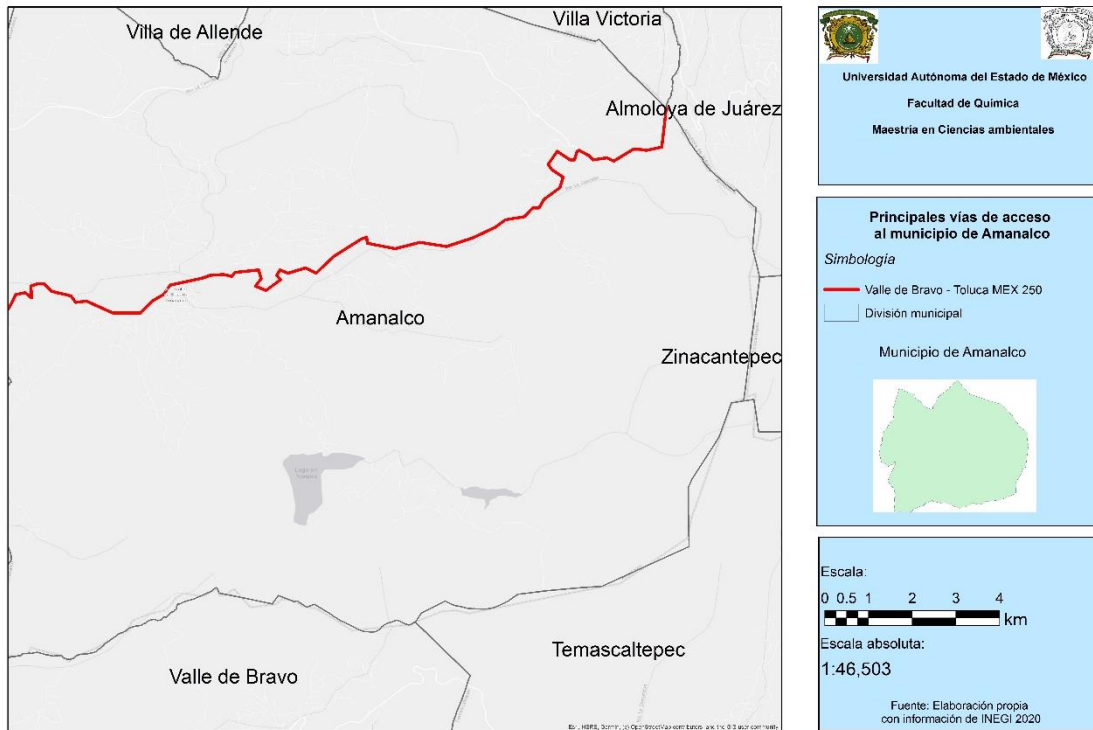 Villa de Allende
Villa Victoria
Almoloya de Juárez
Amanalco
Zinacantepec
Valle de Bravo
Temascaltepec
Universidad Autónoma del Estado de México
Facultad de Química
Maestría en Ciencias ambientales
Principales vías de acceso
al municipio de Amanalco
Simbología
Valle de Bravo - Toluca MEX 250
División municipal
Municipio de Amanalco
Escala:
0 0.5 1 2 3 4
km
Escala absoluta:
1:46,503
Fuente: Elaboración propia
con información de INEGI 2020